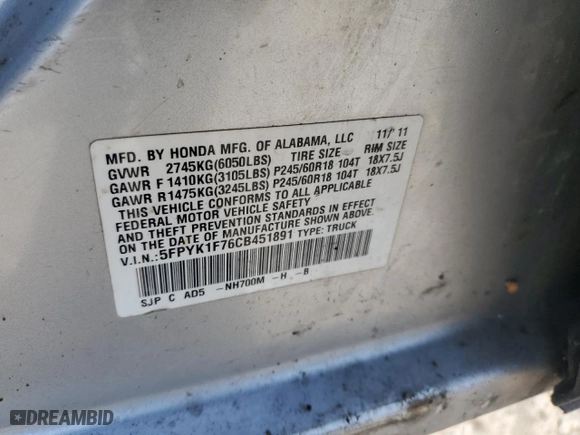 MFD. BY HONDA MFG. OF ALABAMA, LLC 11/ 11
GVWR 2745KG(6050LBS) TIRE SIZE RIM SIZE
GAWR F 1410KG(3105LBS) P245/60R18 104T 18X7.5J
GAWR R1475KG(3245LBS) P245/60R18 104T 18X7.5J
THIS VEHICLE CONFORMS TO ALL APPLICABLE
FEDERAL MOTOR VEHICLE SAFETY
AND THEFT PREVENTION STANDARDS IN EFFECT
ON THE DATE OF MANUFACTURE SHOWN ABOVE.
V.I.N.:5FPYK1F76CB451891 TYPE: TRUCK
SJP C AD5 -NH700M -H -B
DREAMBID